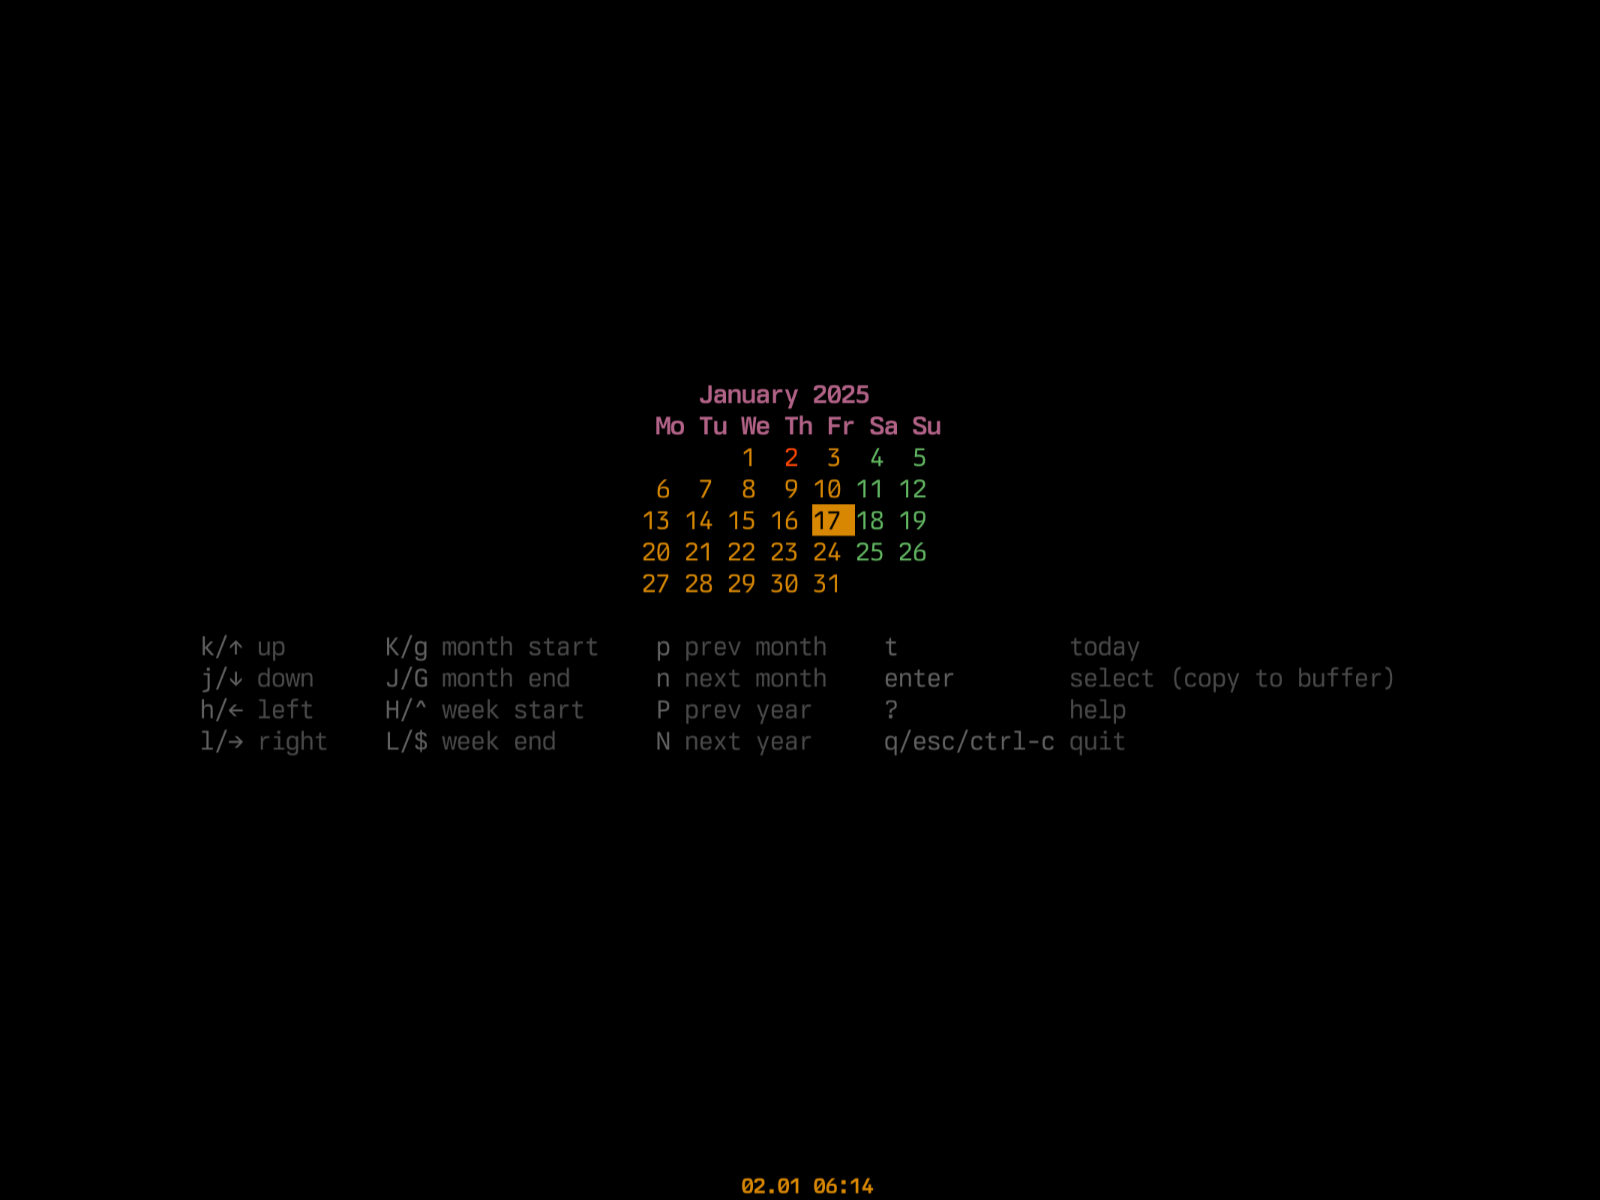 January 2025
Mo Tu We Th Fr Sa Su
1 2 3 4 5
6 7 8 9 10 11 12
13 14 15 16 17 18 19
20 21 22 23 24 25 26
27 28 29 30 31
k/↑ up K/g month start p prev month t today
j/↓ down J/G month end n next month enter select (copy to buffer)
h/← left H/^ week start P prev year ? help
l/→ right L/$ week end N next year q/esc/ctrl-c quit
02.01 06:14